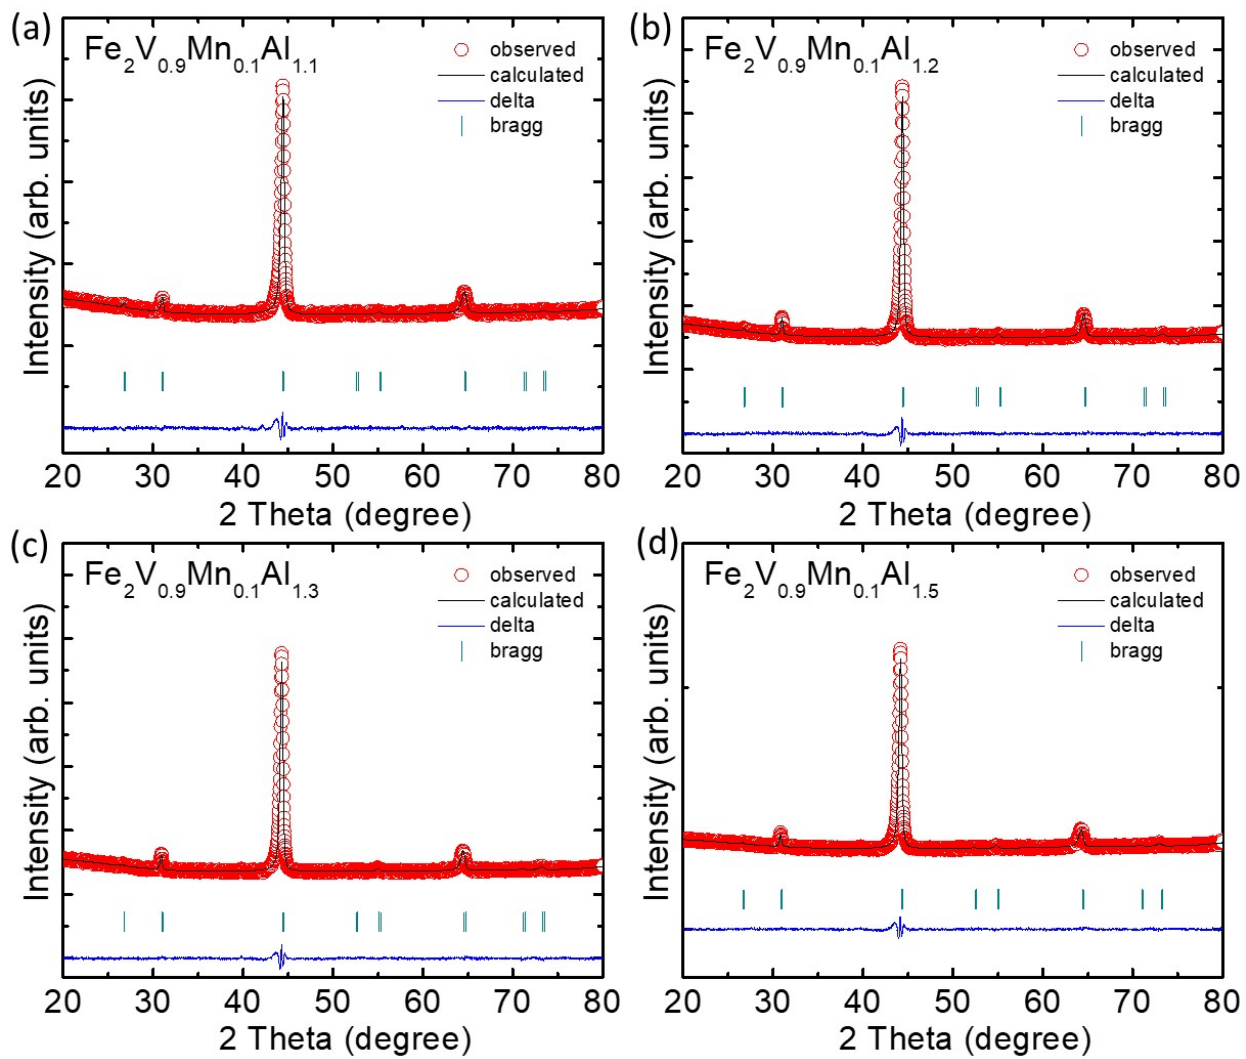 (a)
Fe2V0.9Mn0.1Al1.1
observed
calculated
delta
bragg
Intensity (arb. units)
20 30 40 50 60 70 80
2 Theta (degree)
(b)
Fe2V0.9Mn0.1Al1.2
observed
calculated
delta
bragg
Intensity (arb. units)
20 30 40 50 60 70 80
2 Theta (degree)
(c)
Fe2V0.9Mn0.1Al1.3
observed
calculated
delta
bragg
Intensity (arb. units)
20 30 40 50 60 70 80
2 Theta (degree)
(d)
Fe2V0.9Mn0.1Al1.5
observed
calculated
delta
bragg
Intensity (arb. units)
20 30 40 50 60 70 80
2 Theta (degree)